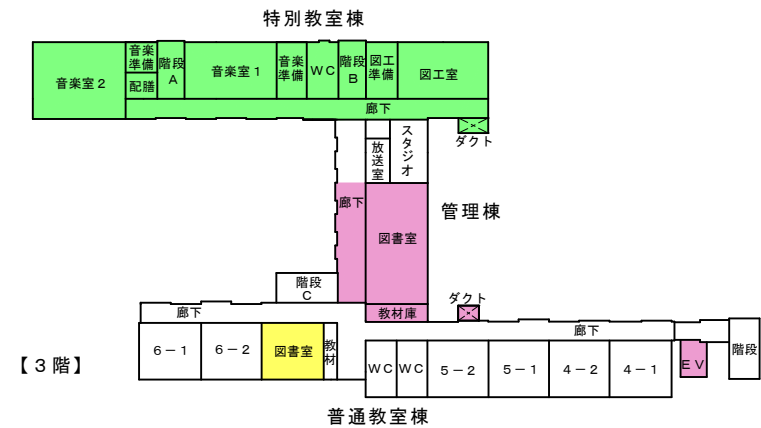 特別教室棟
音楽室２
音楽
準備
配膳
階段
A
音楽室１
音楽
準備
ＷＣ
階段
B
図工
準備
図工室
廊下
ダクト
放送室
スタジオ
廊下
図書室
管理棟
階段
C
教材庫
ダクト
廊下
廊下
６－１
６－２
図書室
教材
ＷＣ
ＷＣ
５－２
５－１
４－２
４－１
ＥＶ
階段
【３階】
普通教室棟